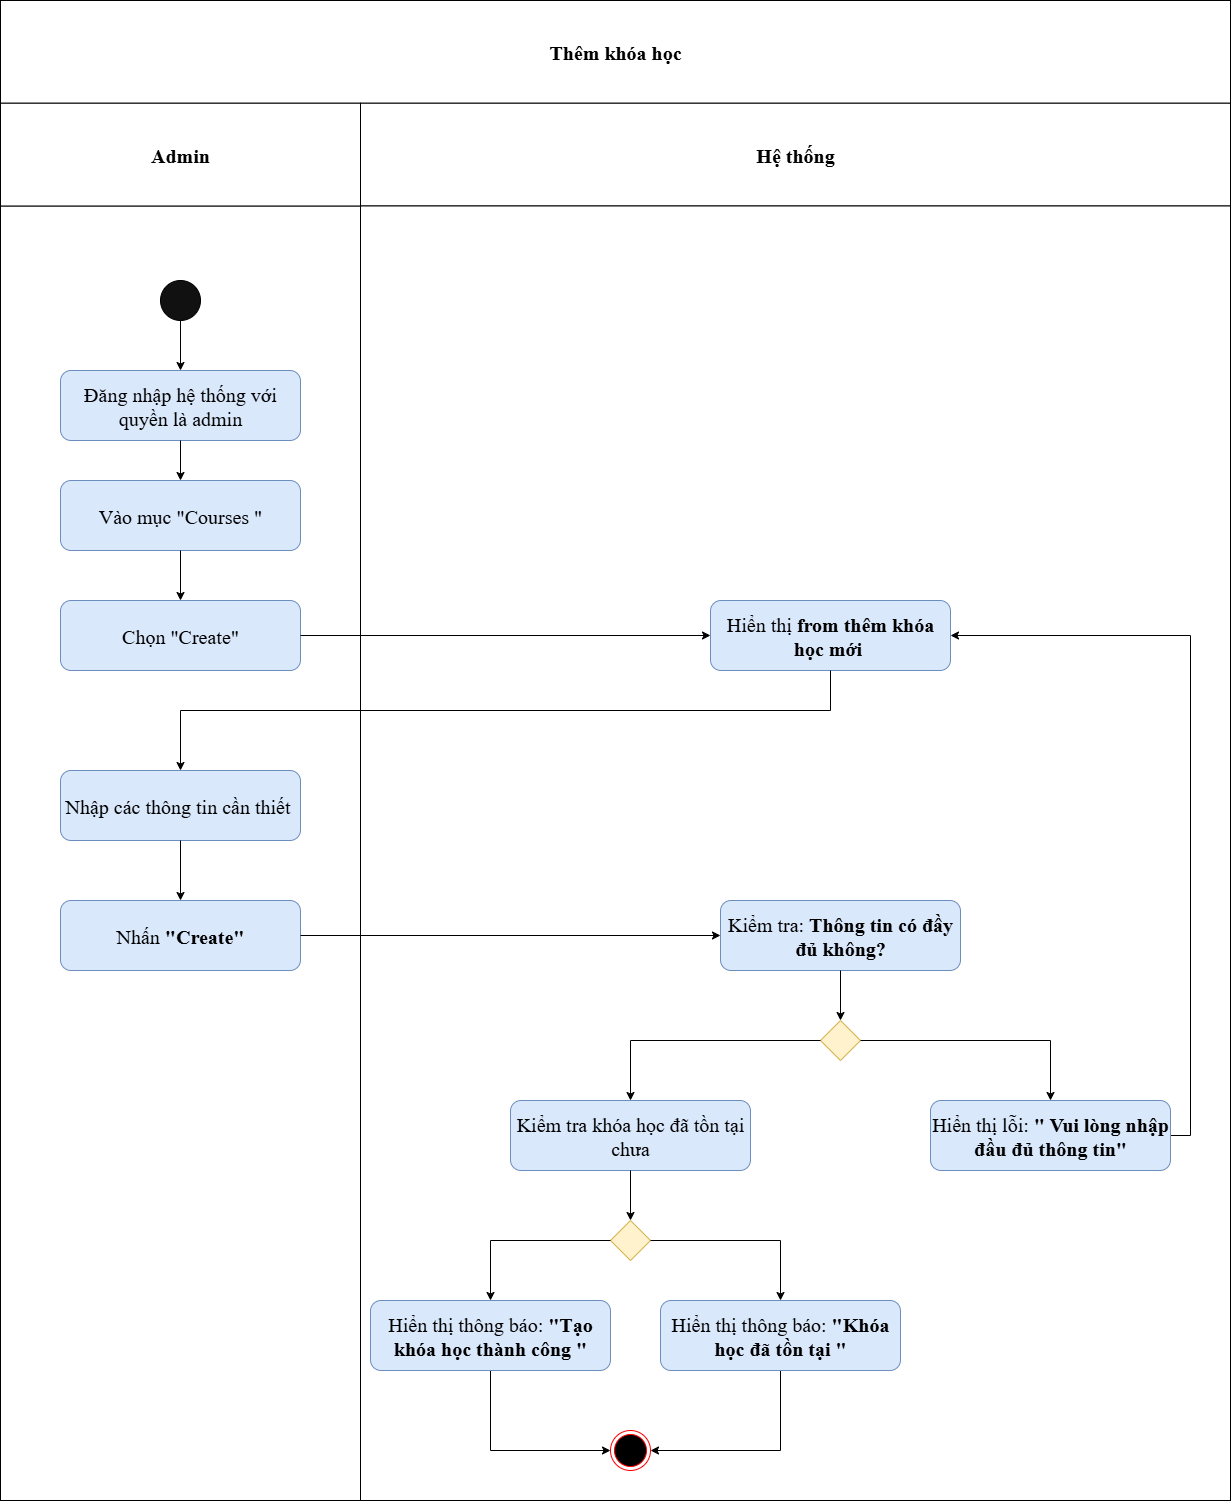 Thêm khóa học
Admin
Hệ thống
Đăng nhập hệ thống với
quyền là admin
Vào mục "Courses "
Chọn "Create"
Hiển thị from thêm khóa
học mới
Nhập các thông tin cần thiết
Nhấn "Create"
Kiểm tra: Thông tin có đầy
đủ không?
Kiểm tra khóa học đã tồn tại
chưa
Hiển thị lỗi: " Vui lòng nhập
đầu đủ thông tin"
Hiển thị thông báo: "Tạo
khóa học thành công "
Hiển thị thông báo: "Khóa
học đã tồn tại "